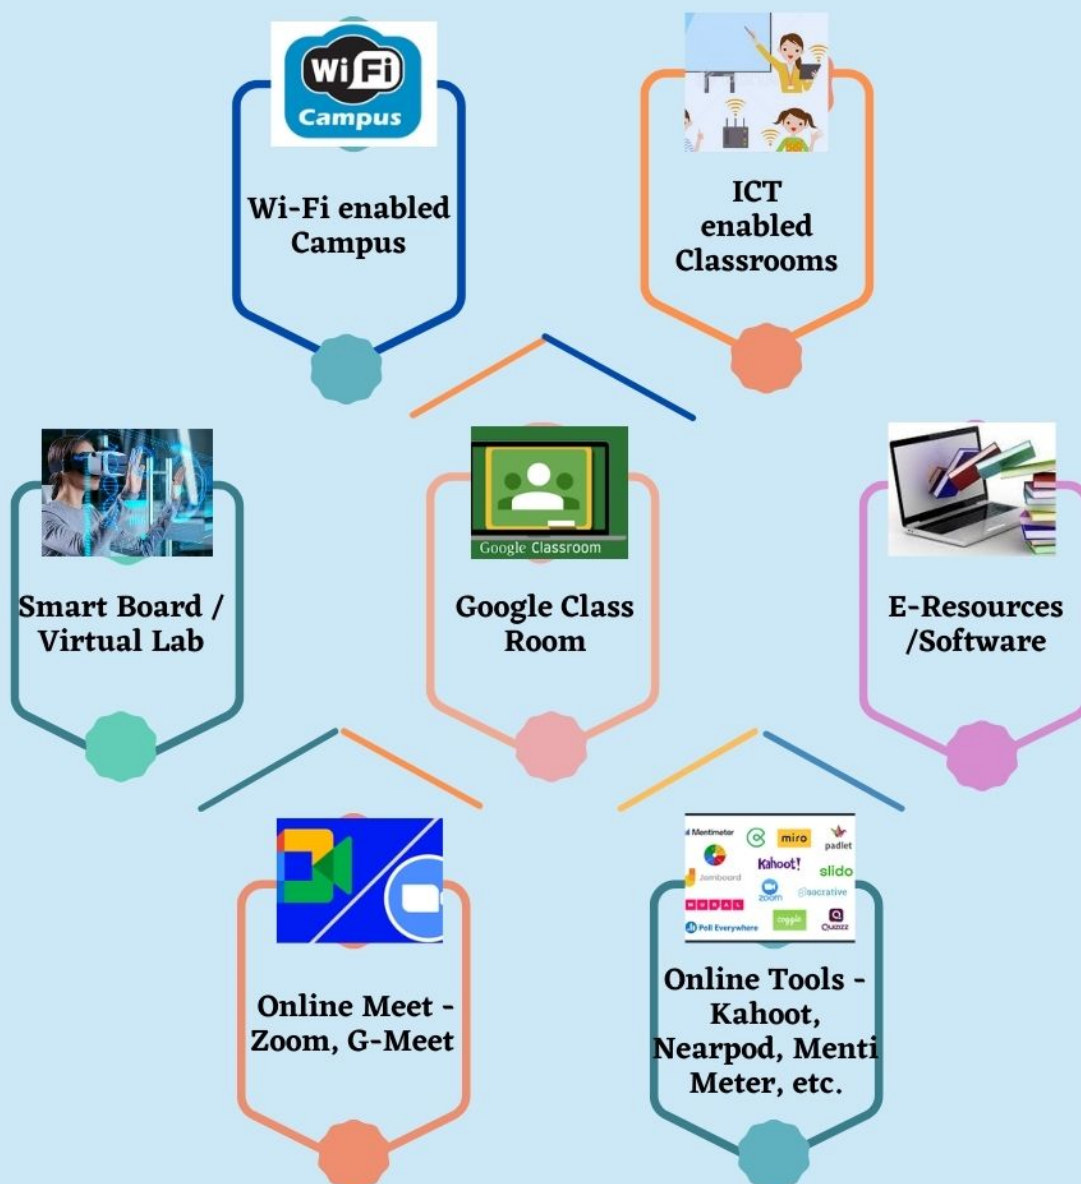 WiFi
Campus
Wi-Fi enabled
Campus
ICT
enabled
Classrooms
Google Classroom
Smart Board /
Virtual Lab
Google Class
Room
E-Resources
/Software
Mentimeter
miro
padlet
Kahoot!
Jamboard
slido
zoom
socrative
MURAL
coggle
Poll Everywhere
Quizizz
Online Meet -
Zoom, G-Meet
Online Tools -
Kahoot,
Nearpod, Menti
Meter, etc.